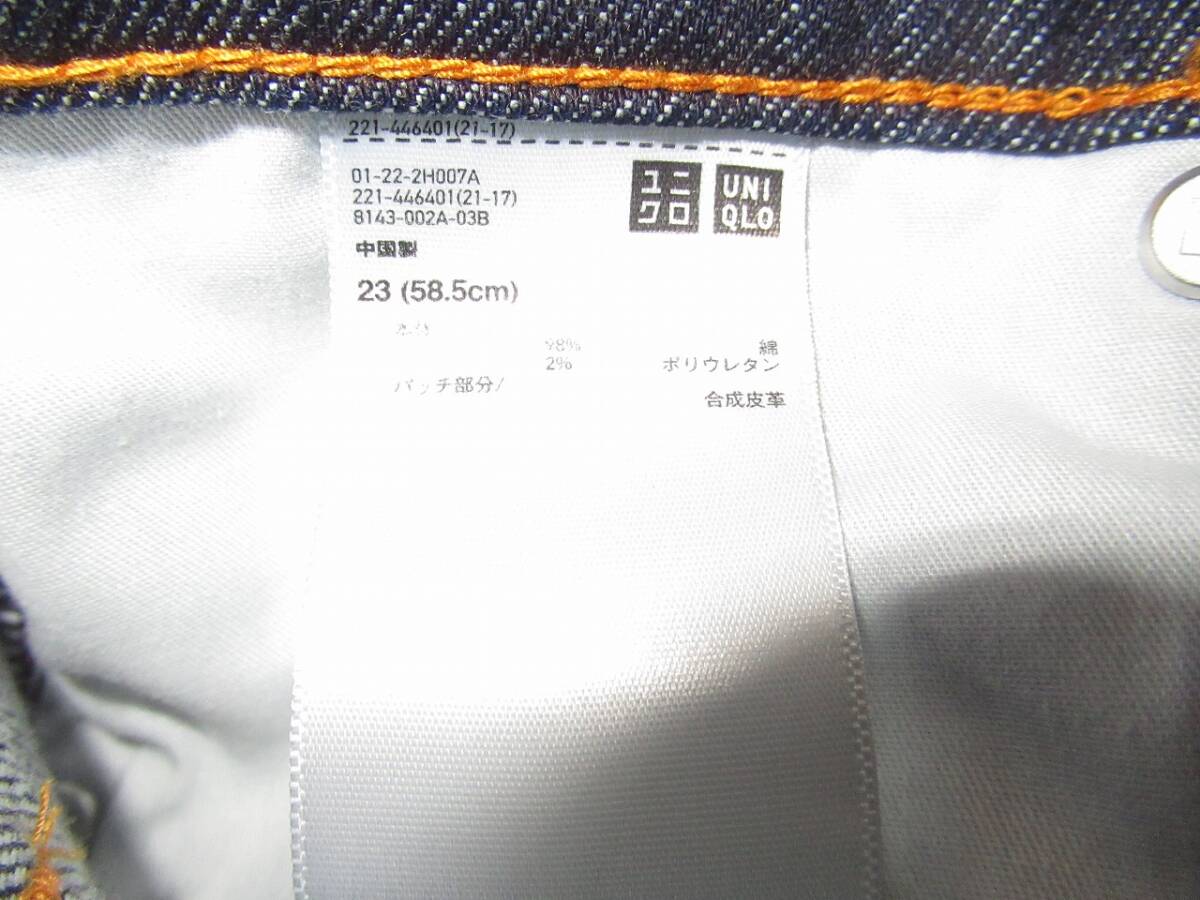 221-446401(21-17)
01-22-2H007A
221-446401(21-17)
8143-002A-03B
中国製
23 (58.5cm)
本体
98% 綿
2% ポリウレタン
パッチ部分/
合成皮革
ユニ
クロ
UNI
QLO